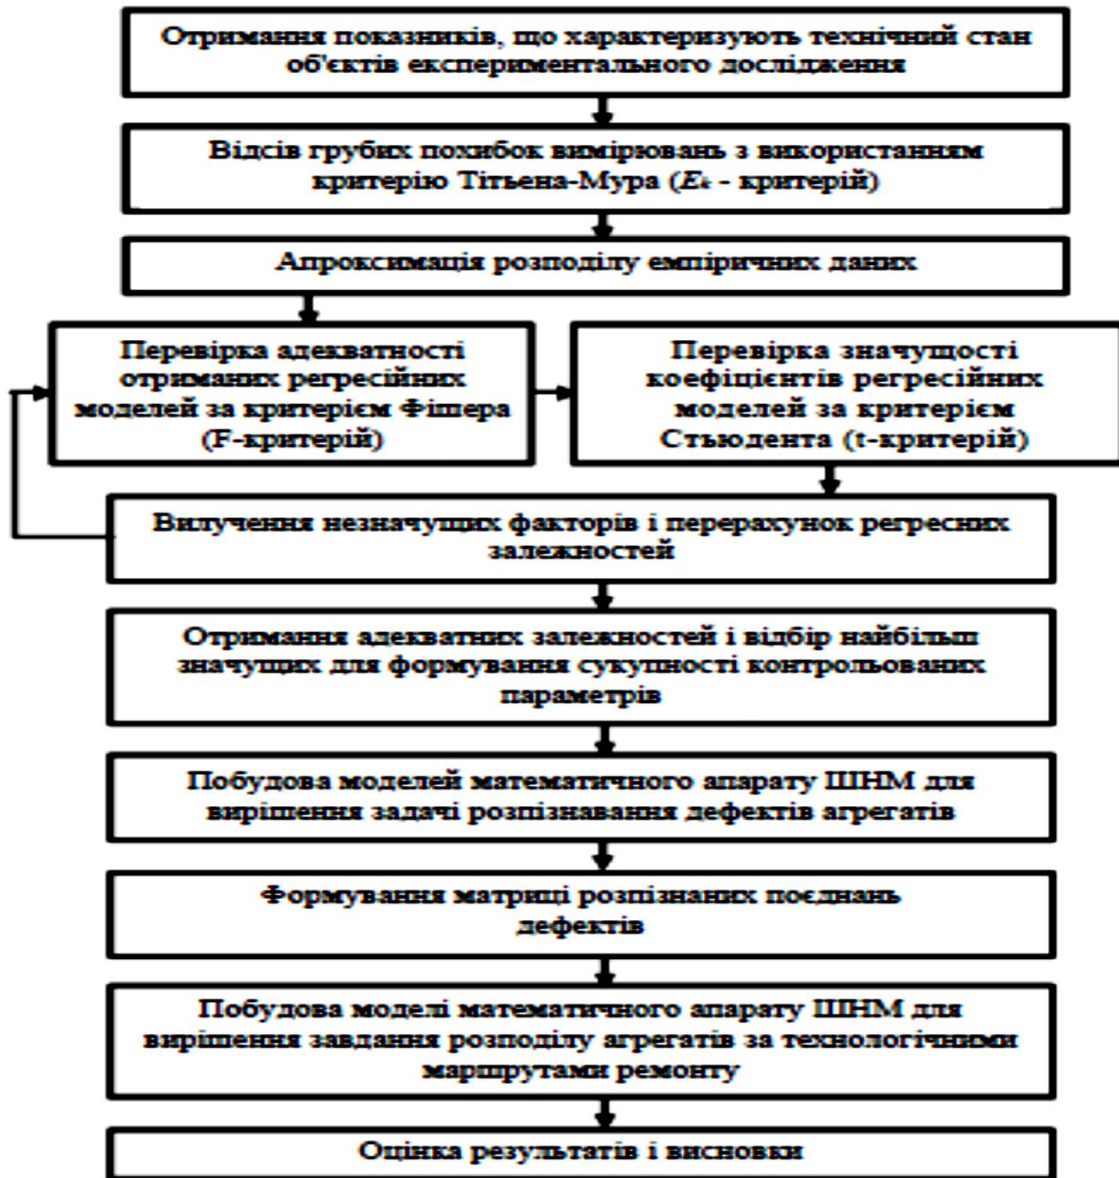 Отримання показників, що характеризують технічний стан
об'єктів експериментального дослідження
Відсів грубих похибок вимірювань з використанням
критерію Тітьена-Мура (Eₖ - критерій)
Апроксимація розподілу емпіричних даних
Перевірка адекватності
отриманих регресійних
моделей за критерієм Фішера
(F-критерій)
Перевірка значущості
коефіцієнтів регресійних
моделей за критерієм
Стьюдента (t-критерій)
Вилучення незначущих факторів і перерахунок регресних
залежностей
Отримання адекватних залежностей і відбір найбільш
значущих для формування сукупності контрольованих
параметрів
Побудова моделей математичного апарату ШНМ для
вирішення задачі розпізнавання дефектів агрегатів
Формування матриці розпізнаних поєднань
дефектів
Побудова моделі математичного апарату ШНМ для
вирішення завдання розподілу агрегатів за технологічними
маршрутами ремонту
Оцінка результатів і висновки